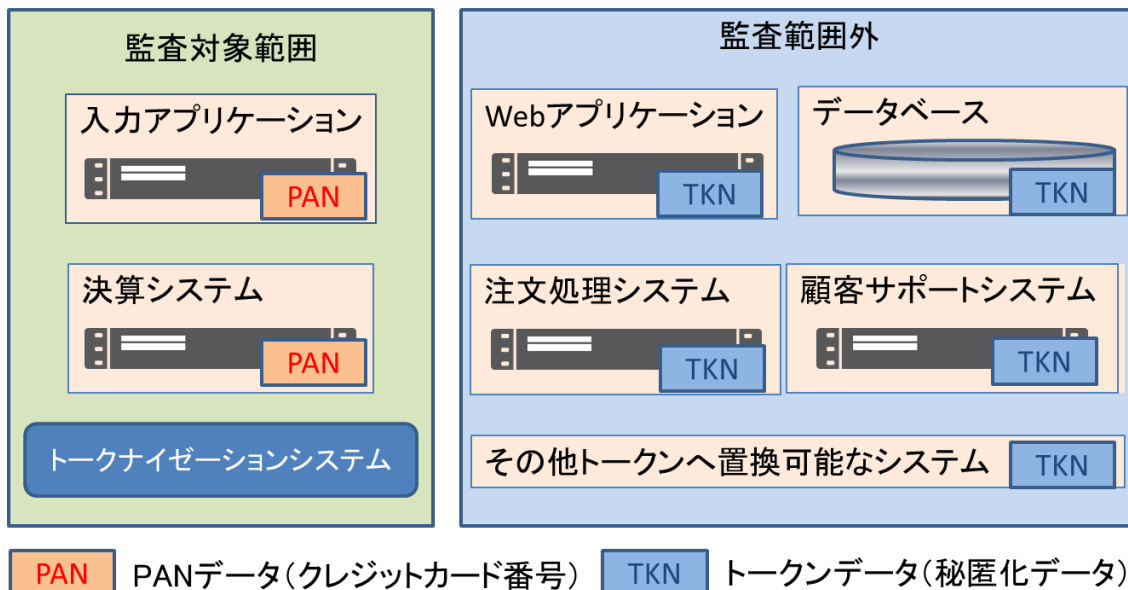 監査対象範囲
入力アプリケーション
PAN
決算システム
PAN
トークナイゼーションシステム
監査範囲外
Webアプリケーション
TKN
データベース
TKN
注文処理システム
TKN
顧客サポートシステム
TKN
その他トークンへ置換可能なシステム
TKN
PAN PANデータ(クレジットカード番号) TKN トークンデータ(秘匿化データ)